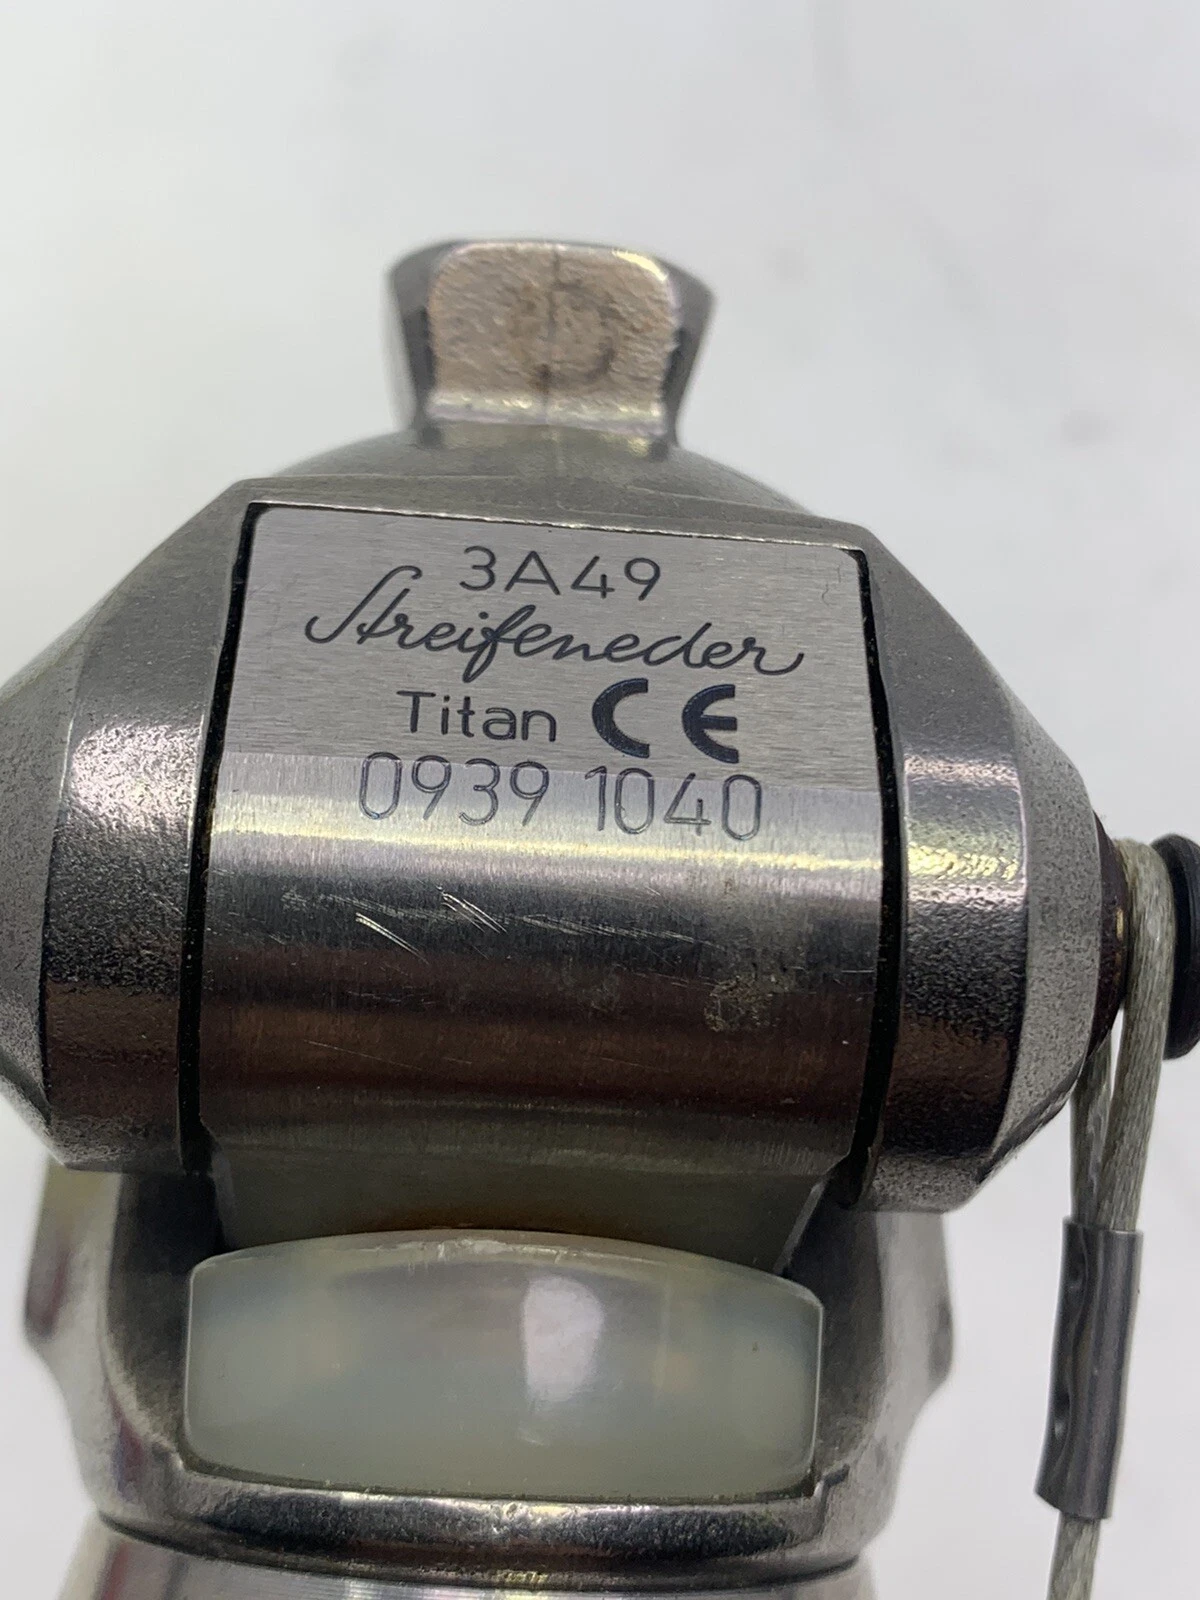 3A49
Streifeneder
Titan CE
0939 1040